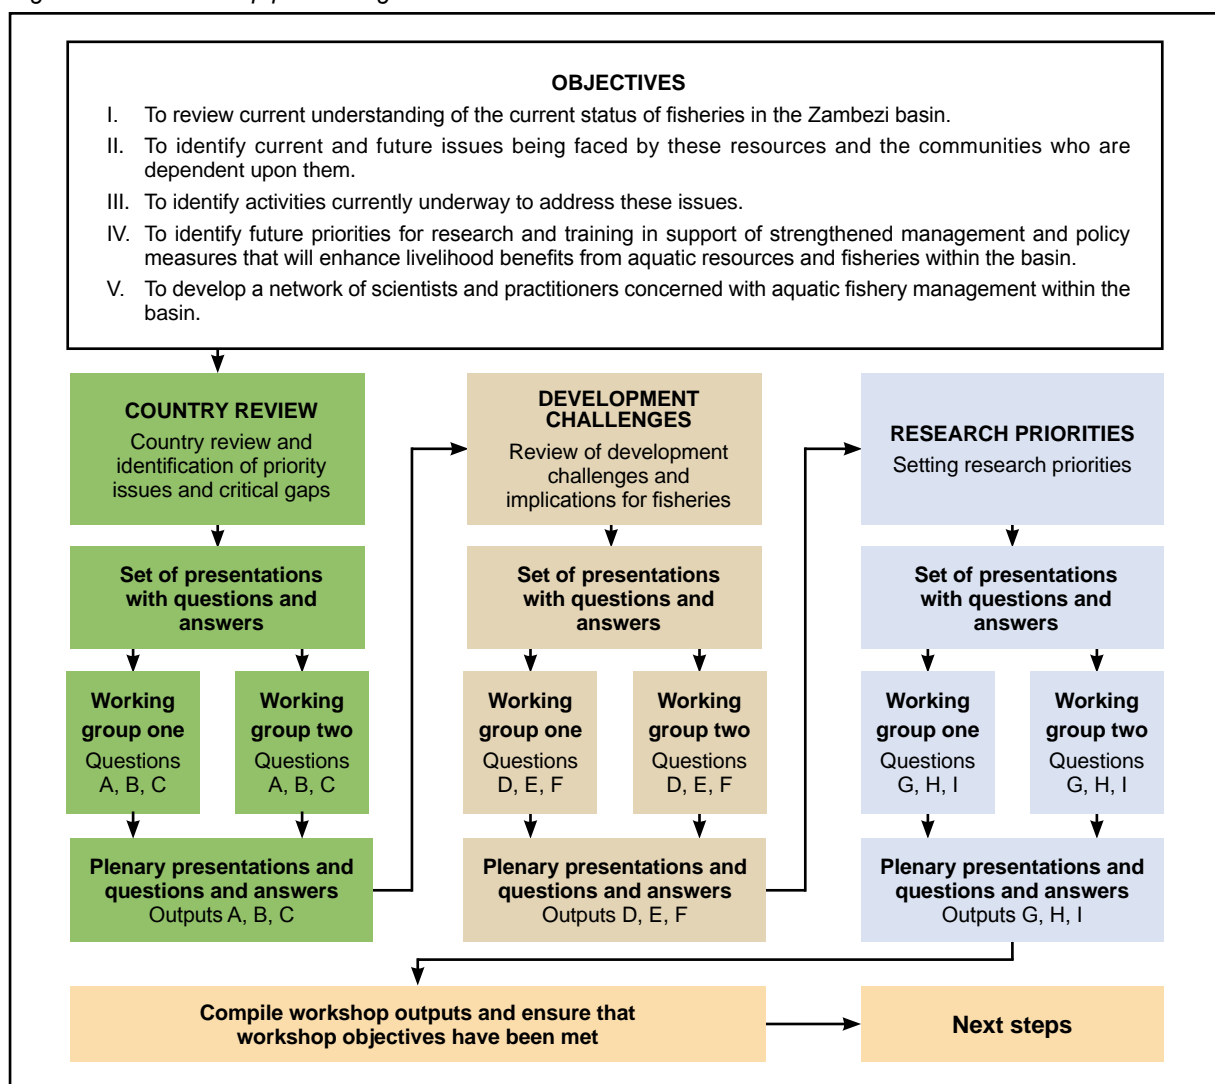 OBJECTIVES
I. To review current understanding of the current status of fisheries in the Zambezi basin.
II. To identify current and future issues being faced by these resources and the communities who are
dependent upon them.
III. To identify activities currently underway to address these issues.
IV. To identify future priorities for research and training in support of strengthened management and policy
measures that will enhance livelihood benefits from aquatic resources and fisheries within the basin.
V. To develop a network of scientists and practitioners concerned with aquatic fishery management within the
basin.
COUNTRY REVIEW
Country review and
identification of priority
issues and critical gaps
Set of presentations
with questions and
answers
Working
group one
Questions
A, B, C
Working
group two
Questions
A, B, C
Plenary presentations and
questions and answers
Outputs A, B, C
DEVELOPMENT
CHALLENGES
Review of development
challenges and
implications for fisheries
Set of presentations
with questions and
answers
Working
group one
Questions
D, E, F
Working
group two
Questions
D, E, F
Plenary presentations and
questions and answers
Outputs D, E, F
RESEARCH PRIORITIES
Setting research priorities
Set of presentations
with questions and
answers
Working
group one
Questions
G, H, I
Working
group two
Questions
G, H, I
Plenary presentations and
questions and answers
Outputs G, H, I
Compile workshop outputs and ensure that
workshop objectives have been met
Next steps